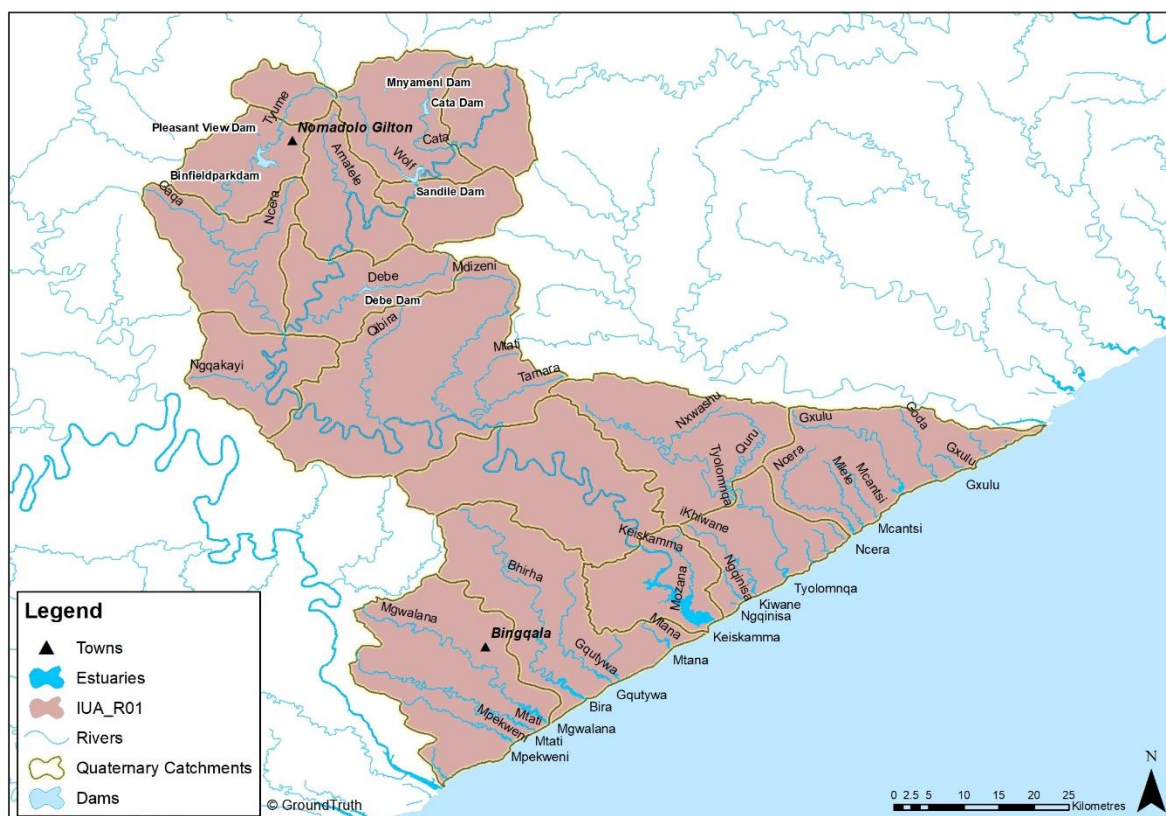 Mnyameni Dam
Cata Dam
Tyume
Pleasant View Dam
Nomadolo Gilton
Cata
Amatele
Wolf
Binfieldparkdam
Sandile Dam
Gaqa
Ncera
Debe
Mdizeni
Debe Dam
Qibira
Mtati
Ngqakayi
Tamara
Nxwashu
Gxulu
Goda
Quru
Tyolomnqa
Ncera
Mlele
Mcantsi
Gxulu
Gxulu
iKhlwane
Mcantsi
Keiskamma
Ncera
Bhirha
Mozana
Ngqinisa
Tyolomnqa
Kiwane
Ngqinisa
Mgwalana
Bingqala
Mtana
Keiskamma
Gqutywa
Mtana
Gqutywa
Bira
Mtati
Mpekweni
Mgwalana
Mtati
Mpekweni
Legend
Towns
Estuaries
IUA_R01
Rivers
Quaternary Catchments
Dams
© GroundTruth
N
0 2.5 5 10 15 20 25
Kilometres